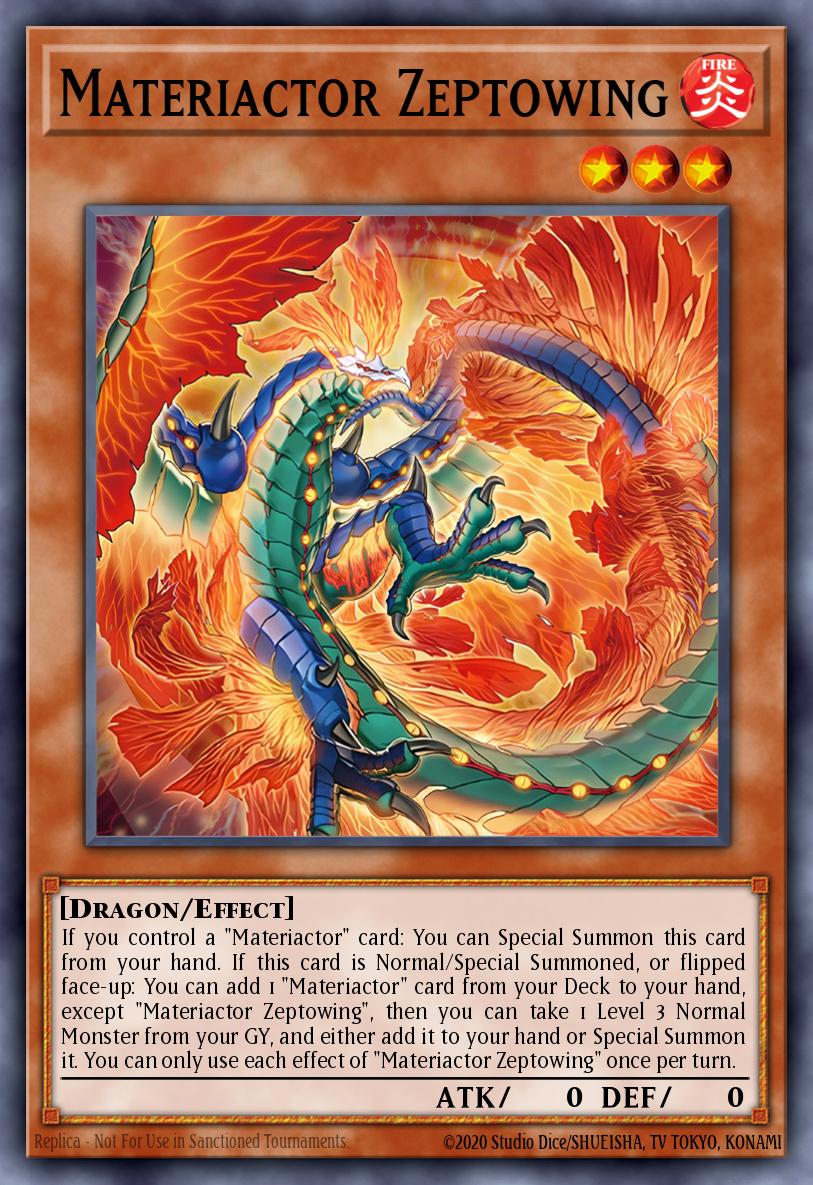 Materiactor Zeptowing
FIRE
炎
[Dragon/Effect]
If you control a "Materiactor" card: You can Special Summon this card
from your hand. If this card is Normal/Special Summoned, or flipped
face-up: You can add 1 "Materiactor" card from your Deck to your hand,
except "Materiactor Zeptowing", then you can take 1 Level 3 Normal
Monster from your GY, and either add it to your hand or Special Summon
it. You can only use each effect of "Materiactor Zeptowing" once per turn.
ATK/ 0 DEF/ 0
Replica - Not For Use in Sanctioned Tournaments. ©2020 Studio Dice/SHUEISHA, TV TOKYO, KONAMI